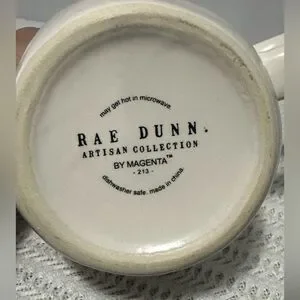 may get hot in microwave.
RAE DUNN.
ARTISAN COLLECTION
BY MAGENTA™
- 213 -
dishwasher safe. made in china.